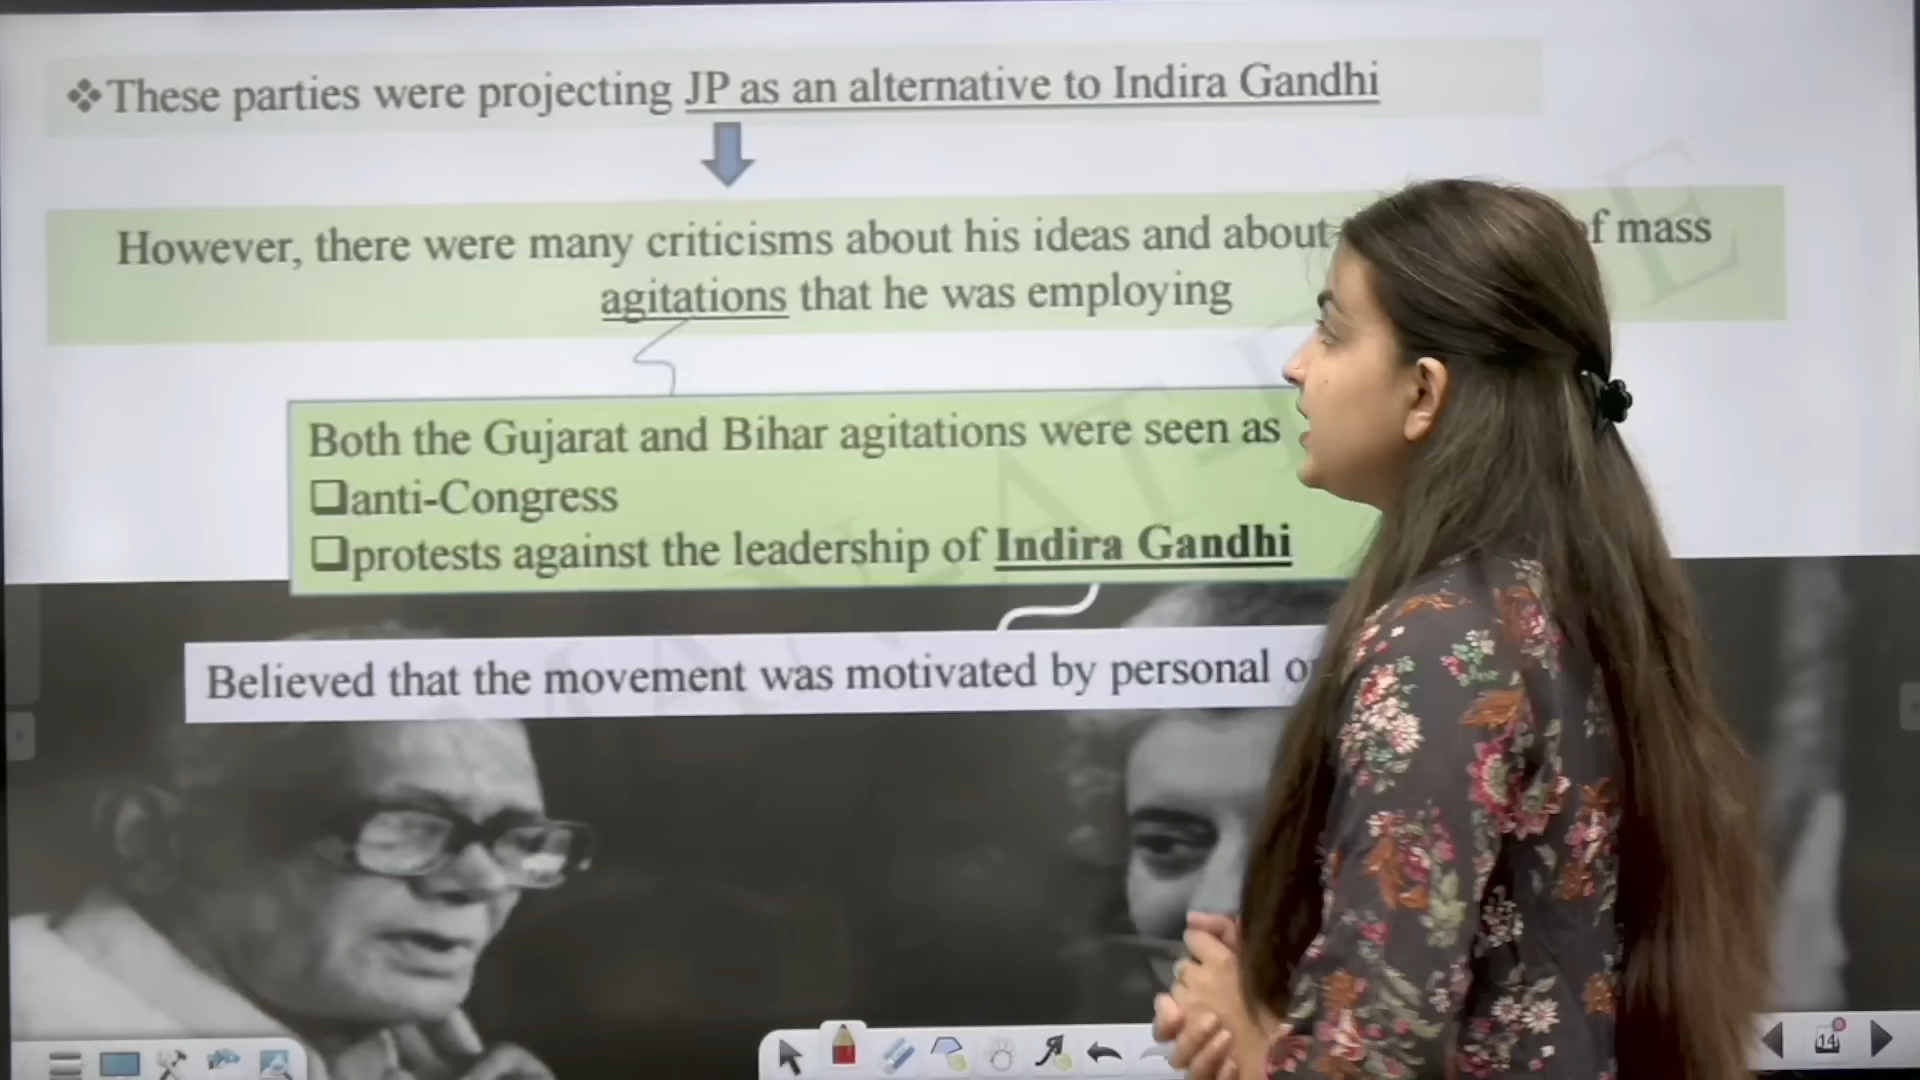 ❖These parties were projecting JP as an alternative to Indira Gandhi
However, there were many criticisms about his ideas and about f mass
agitations that he was employing
Both the Gujarat and Bihar agitations were seen as
❑anti-Congress
❑protests against the leadership of Indira Gandhi
Believed that the movement was motivated by personal
14